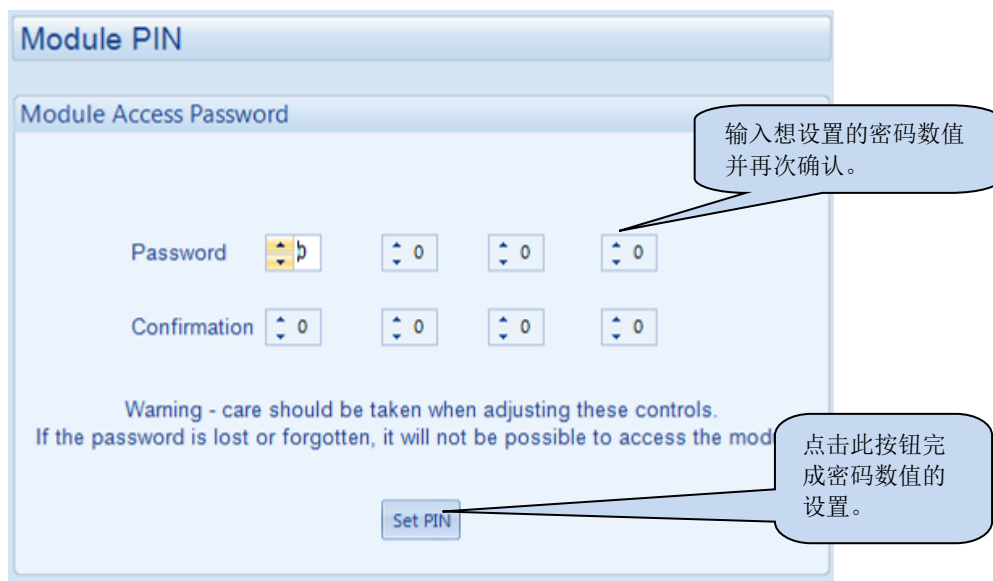 Module PIN
Module Access Password
输入想设置的密码数值
并再次确认。
Password 0 0 0 0
Confirmation 0 0 0 0
Warning - care should be taken when adjusting these controls.
If the password is lost or forgotten, it will not be possible to access the
点击此按钮完
成密码数值的
设置。
Set PIN